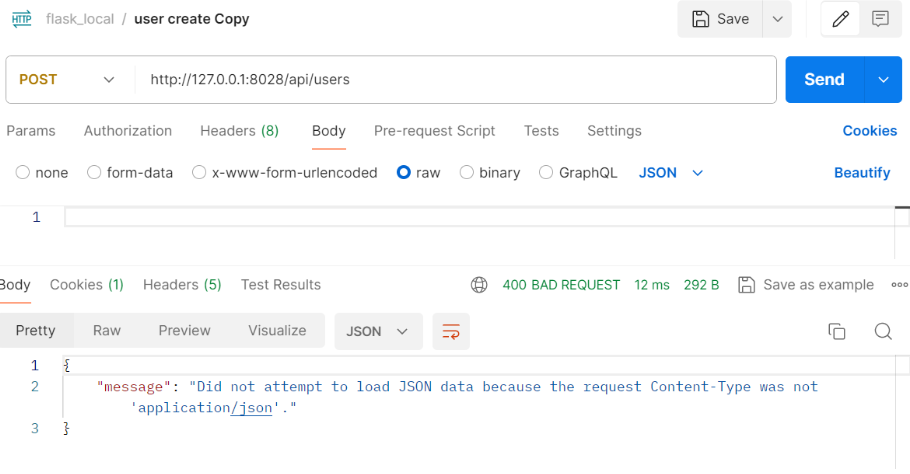 HTTP flask_local / user create Copy Save
POST http://127.0.0.1:8028/api/users Send
Params Authorization Headers (8) Body Pre-request Script Tests Settings Cookies
none form-data x-www-form-urlencoded raw binary GraphQL JSON Beautify
1
Body Cookies (1) Headers (5) Test Results 400 BAD REQUEST 12 ms 292 B Save as example
Pretty Raw Preview Visualize JSON
1 {
2 "message": "Did not attempt to load JSON data because the request Content-Type was not
'application/json'."
3 }